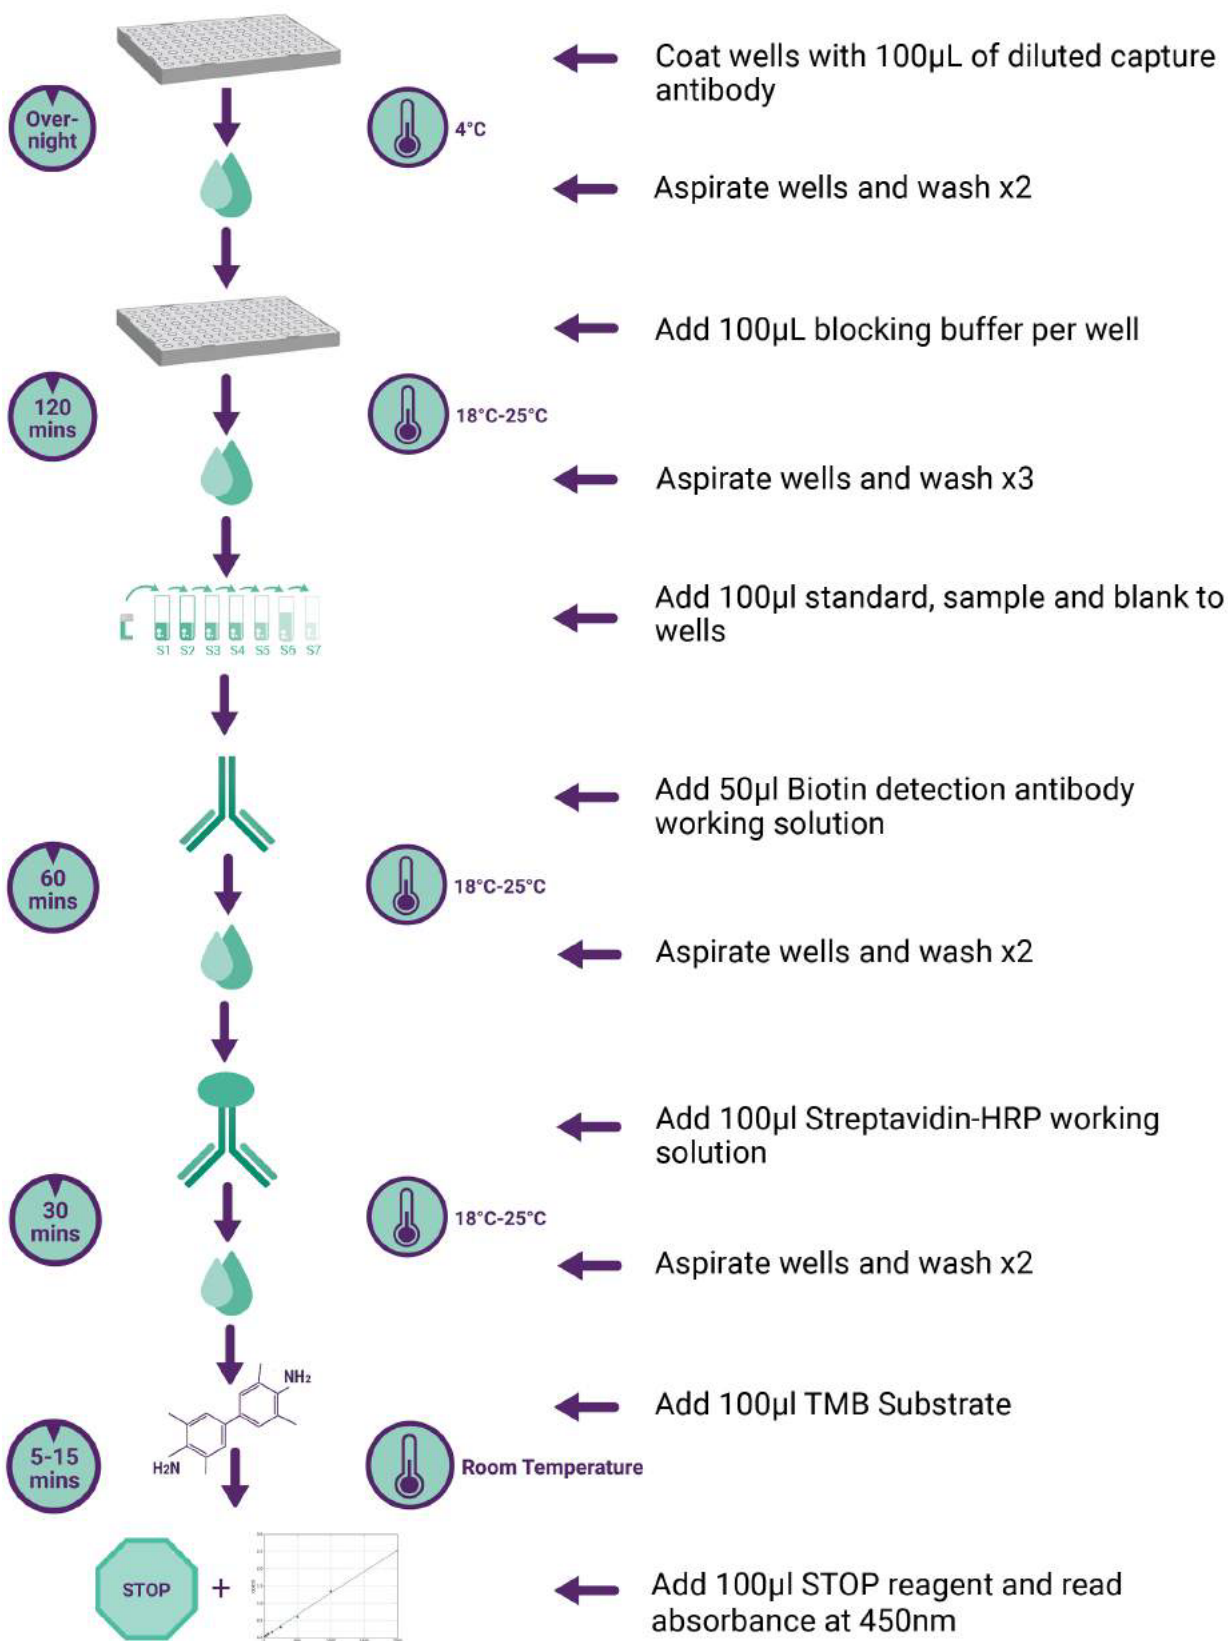 Coat wells with 100µL of diluted capture
antibody
Over-
night
4°C
Aspirate wells and wash x2
Add 100µL blocking buffer per well
120
mins
18°C-25°C
Aspirate wells and wash x3
Add 100µl standard, sample and blank to
wells
S1 S2 S3 S4 S5 S6 S7
Add 50µl Biotin detection antibody
working solution
60
mins
18°C-25°C
Aspirate wells and wash x2
Add 100µl Streptavidin-HRP working
solution
30
mins
18°C-25°C
Aspirate wells and wash x2
NH₂
Add 100µl TMB Substrate
5-15
mins
H₂N
Room Temperature
STOP
+
Add 100µl STOP reagent and read
absorbance at 450nm